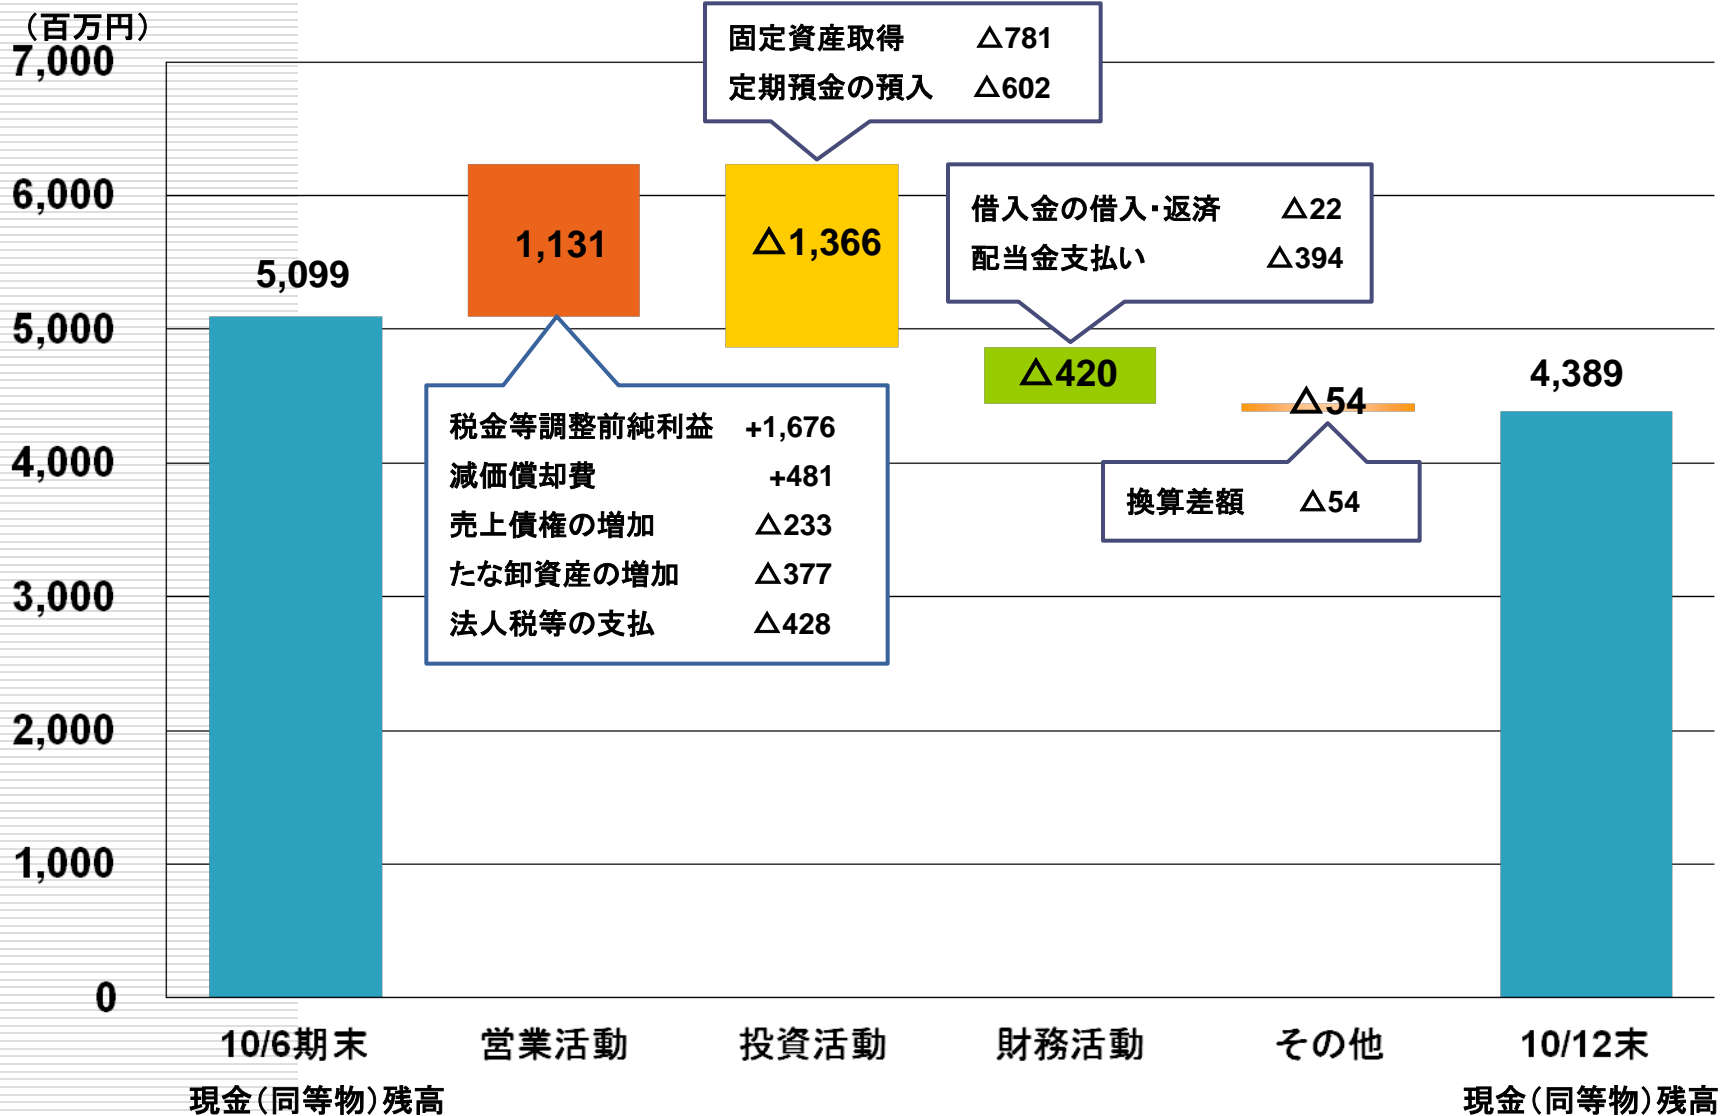 （百万円）
7,000
6,000
5,000
4,000
3,000
2,000
1,000
0
固定資産取得 △781
定期預金の預入 △602
借入金の借入・返済 △22
配当金支払い △394
5,099
1,131
△1,366
△420
△54
4,389
税金等調整前純利益 +1,676
減価償却費 +481
売上債権の増加 △233
たな卸資産の増加 △377
法人税等の支払 △428
換算差額 △54
10/6期末 営業活動 投資活動 財務活動 その他 10/12末
現金（同等物）残高 現金（同等物）残高